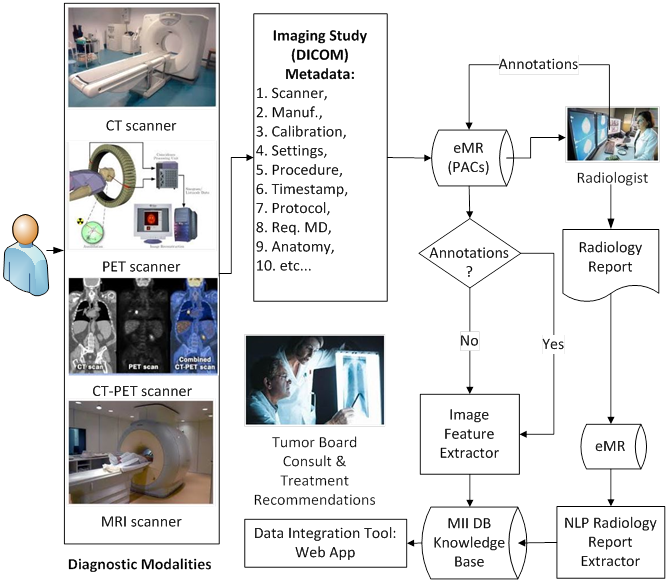 CT scanner
PET scanner
CT scan
PET scan
Combined
CT-PET scan
CT-PET scanner
MRI scanner
Diagnostic Modalities
Imaging Study
(DICOM)
Metadata:
1. Scanner,
2. Manuf.,
3. Calibration,
4. Settings,
5. Procedure,
6. Timestamp,
7. Protocol,
8. Req. MD,
9. Anatomy,
10. etc...
Annotations
eMR
(PACs)
Radiologist
Annotations
?
Radiology
Report
No
Yes
Image
Feature
Extractor
eMR
Tumor Board
Consult &
Treatment
Recommendations
Data Integration Tool:
Web App
MII DB
Knowledge
Base
NLP Radiology
Report
Extractor